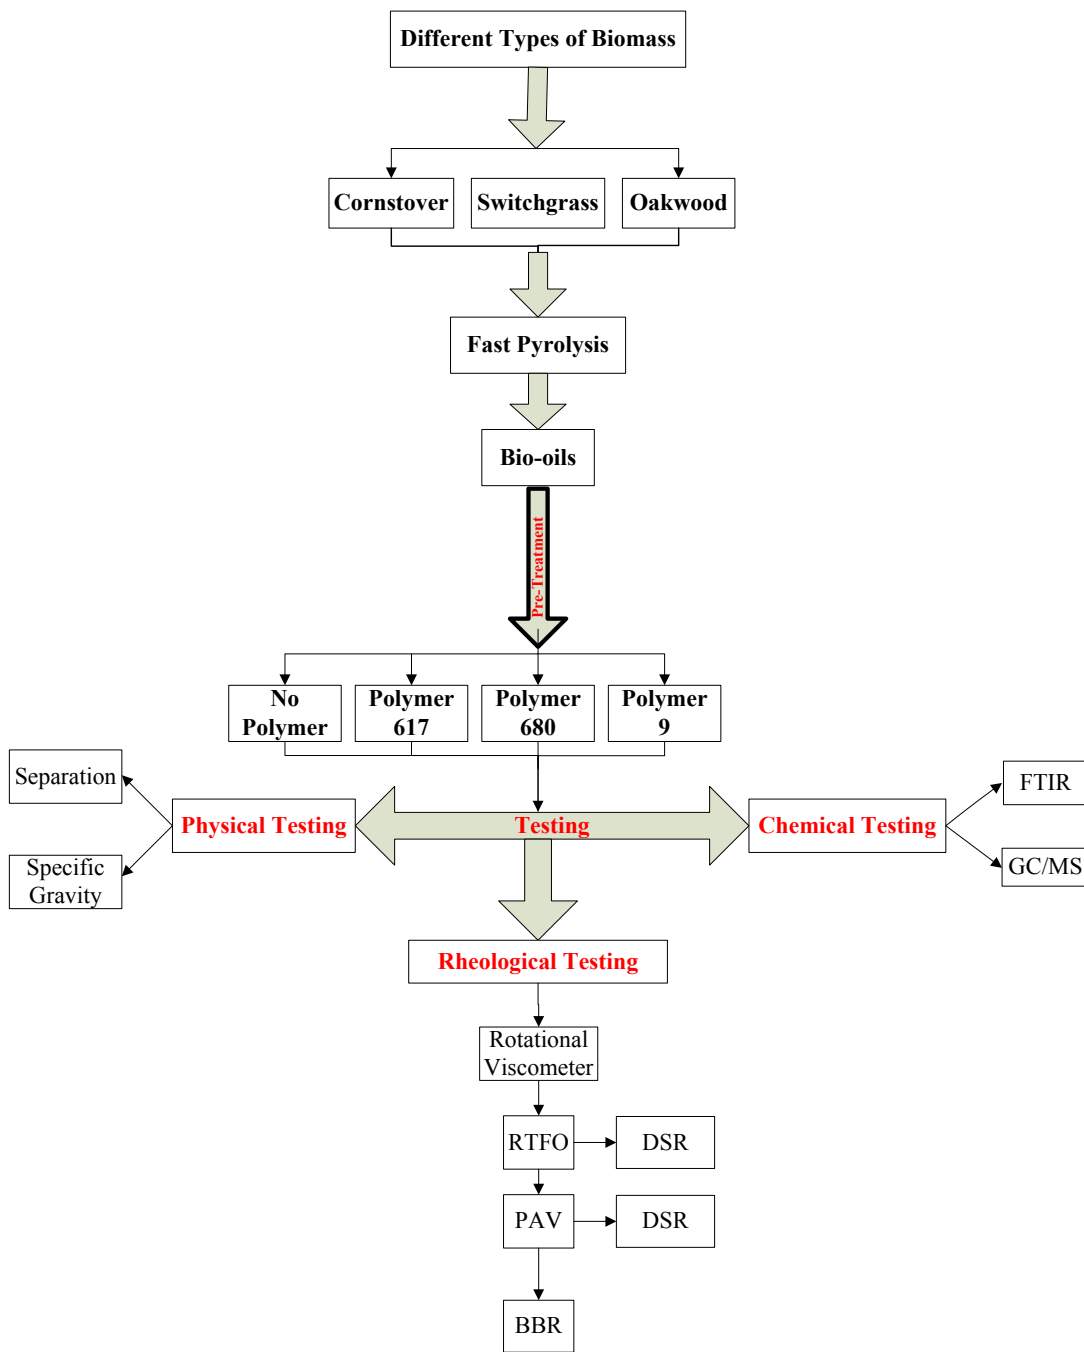 Different Types of Biomass
Cornstover
Switchgrass
Oakwood
Fast Pyrolysis
Bio-oils
Pre-Treatment
No
Polymer
Polymer
617
Polymer
680
Polymer
9
Separation
Specific
Gravity
Physical Testing
Testing
Chemical Testing
FTIR
GC/MS
Rheological Testing
Rotational
Viscometer
RTFO
DSR
PAV
DSR
BBR